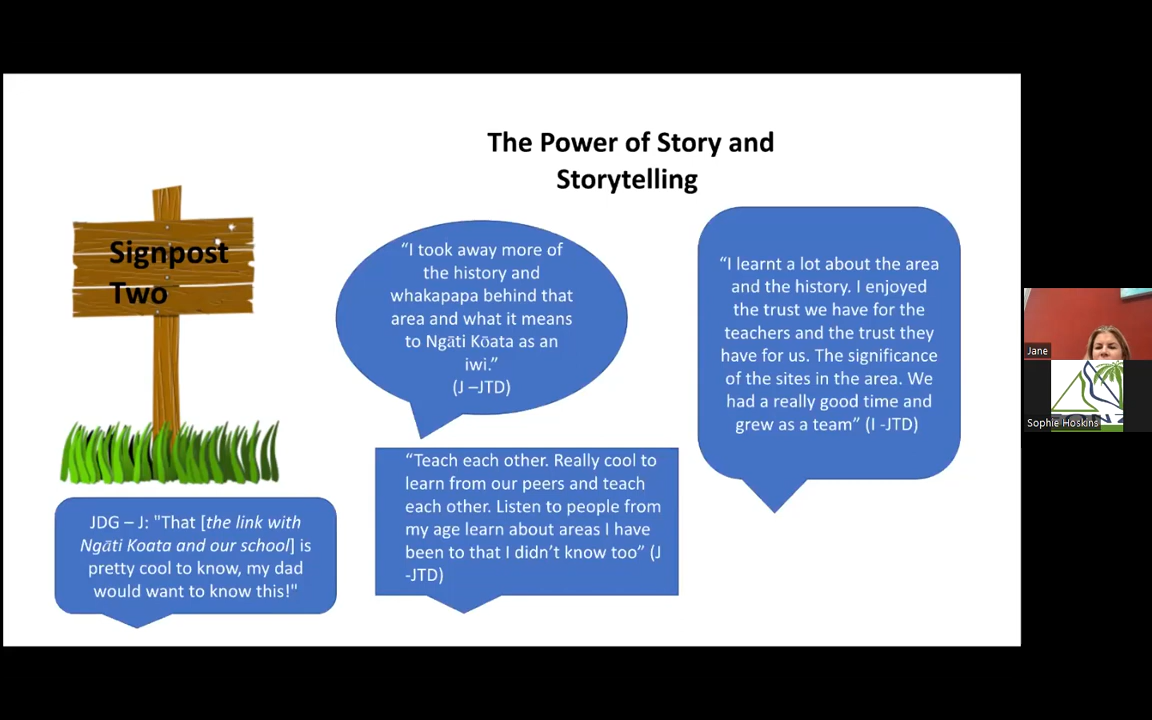 The Power of Story and
Storytelling
Signpost
Two
“I took away more of
the history and
whakapapa behind that
area and what it means
to Ngāti Kōata as an
iwi.”
(J –JTD)
“I learnt a lot about the area
and the history. I enjoyed
the trust we have for the
teachers and the trust they
have for us. The significance
of the sites in the area. We
had a really good time and
grew as a team” (I -JTD)
“Teach each other. Really cool to
learn from our peers and teach
each other. Listen to people from
my age learn about areas I have
been to that I didn’t know too” (J
-JTD)
JDG – J: "That [the link with
Ngāti Koata and our school] is
pretty cool to know, my dad
would want to know this!"
Jane
Sophie Hoskins